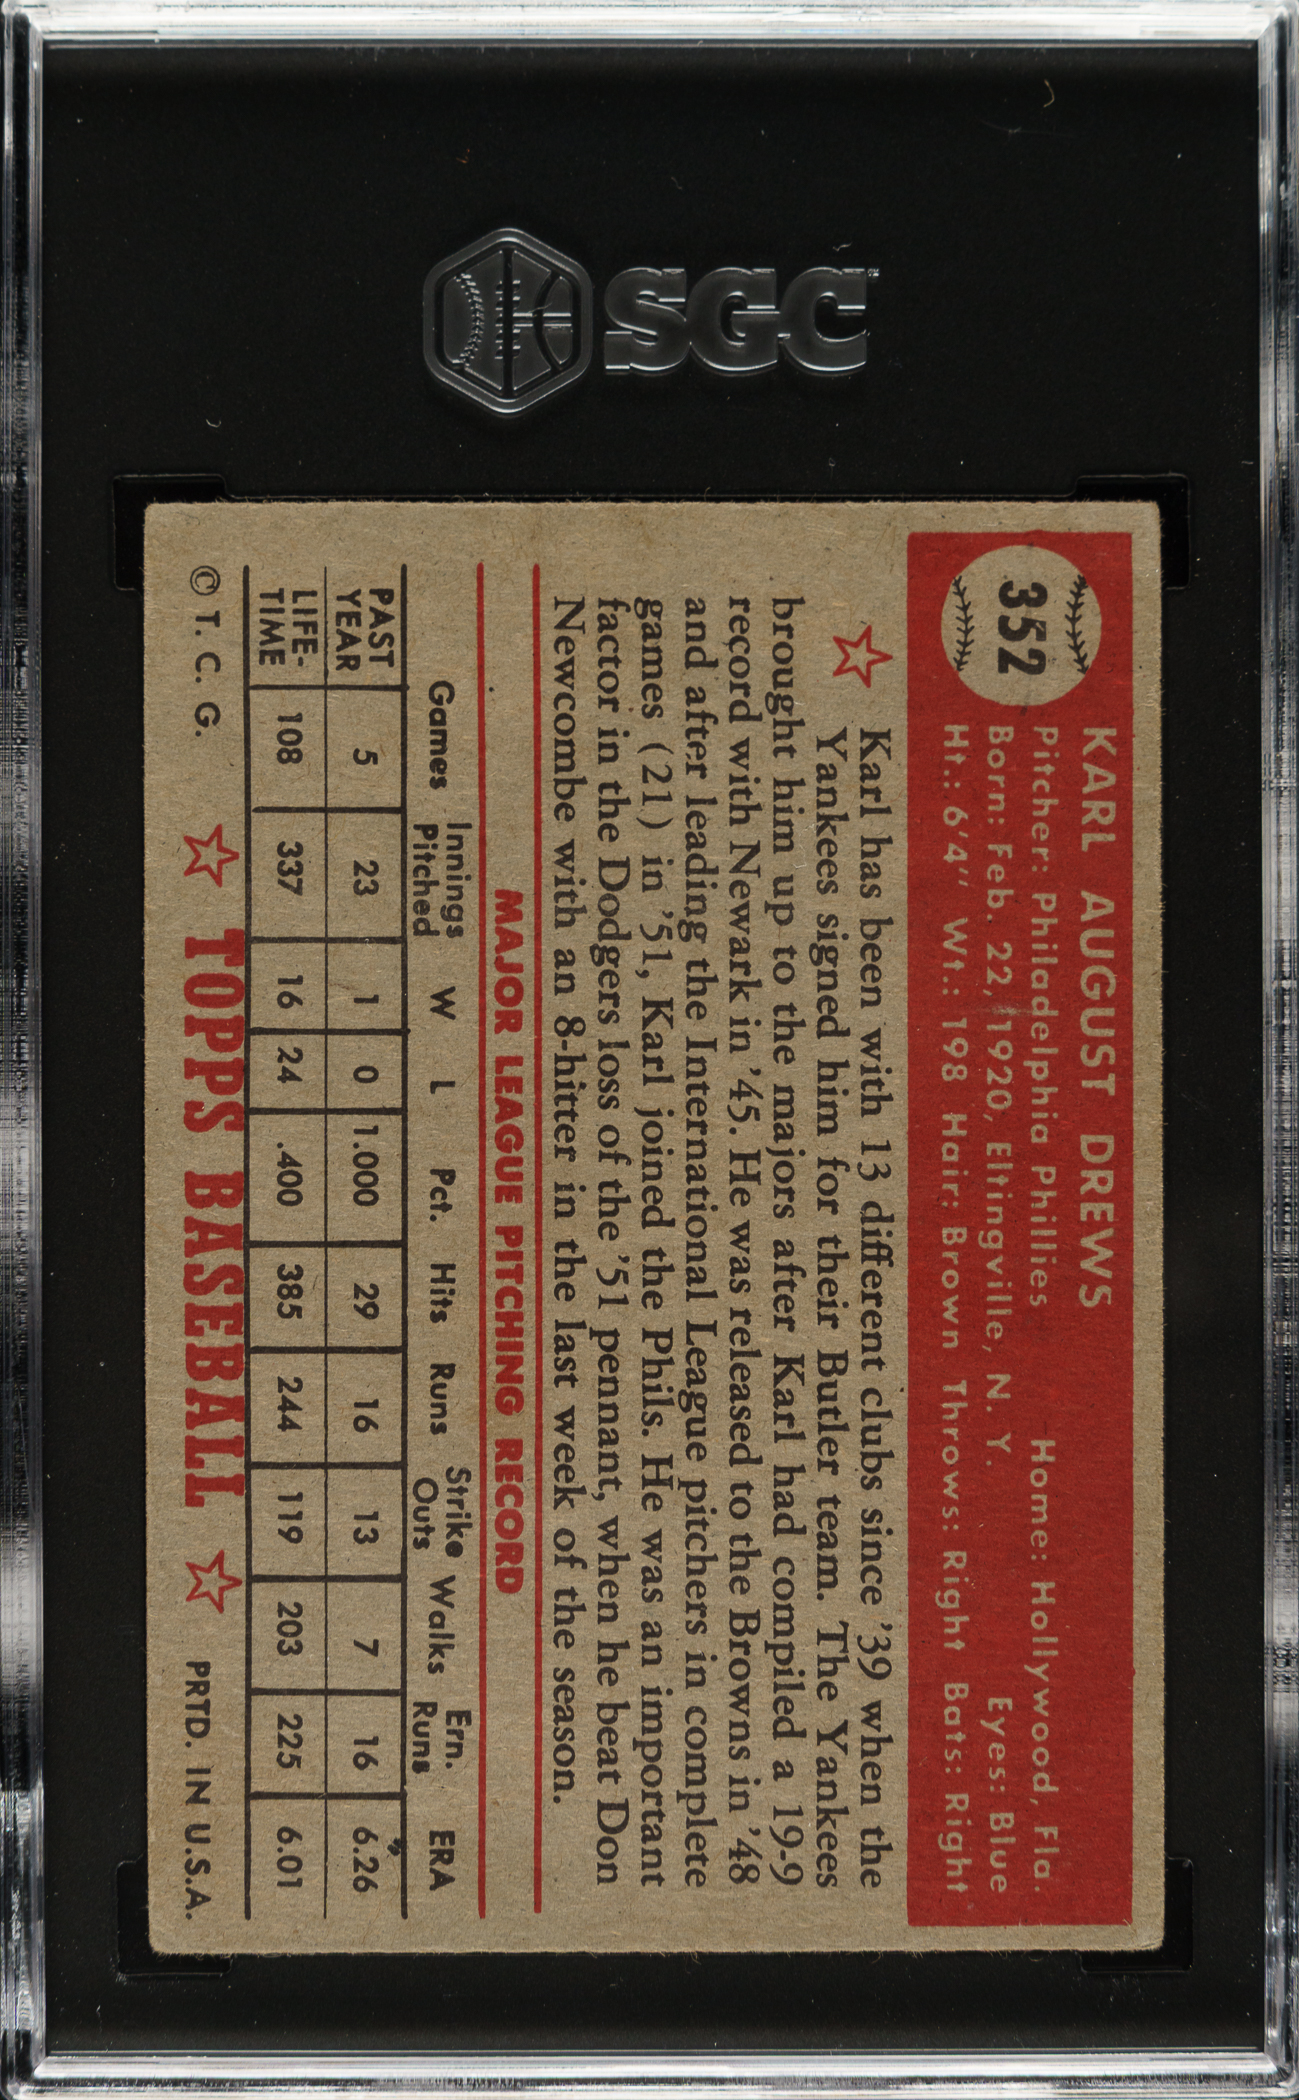 SGC
352
KARL AUGUST DREWS
Pitcher: Philadelphia Phillies Home: Hollywood, Fla.
Born: Feb. 22, 1920, Eltingville, N. Y. Eyes: Blue
Ht.: 6'4" Wt.: 198 Hair: Brown Throws: Right Bats: Right
Karl has been with 13 different clubs since '39 when the
Yankees signed him for their Butler team. The Yankees
brought him up to the majors after Karl had compiled a 19-9
record with Newark in '45. He was released to the Browns in '48
and after leading the International League pitchers in complete
games (21) in '51, Karl joined the Phils. He was an important
factor in the Dodgers loss of the '51 pennant, when he beat Don
Newcombe with an 8-hitter in the last week of the season.
MAJOR LEAGUE PITCHING RECORD
Games Innings Pitched W L Pct. Hits Runs Strike Outs Walks Ern. Runs ERA
PAST YEAR 5 23 1 0 1.000 29 16 13 7 16 6.26
LIFE-TIME 108 337 16 24 .400 385 244 119 203 225 6.01
© T. C. G. TOPPS BASEBALL PRTD. IN U.S.A.